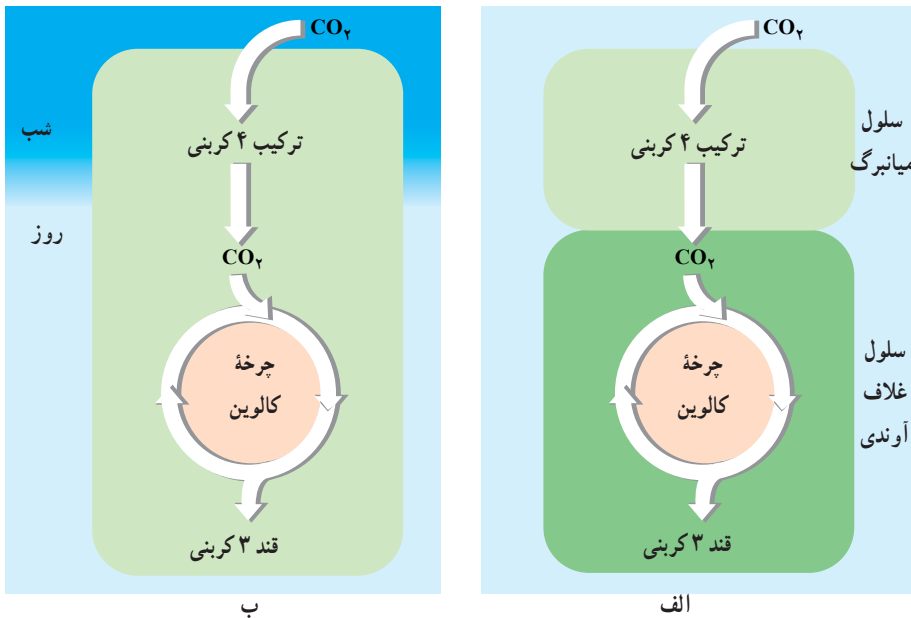 CO۲
سلول
میانبرگ
ترکیب ۴ کربنی
CO۲
سلول
غلاف
آوندی
چرخهٔ
کالوین
قند ۳ کربنی
الف
CO۲
شب
ترکیب ۴ کربنی
روز
CO۲
چرخهٔ
کالوین
قند ۳ کربنی
ب